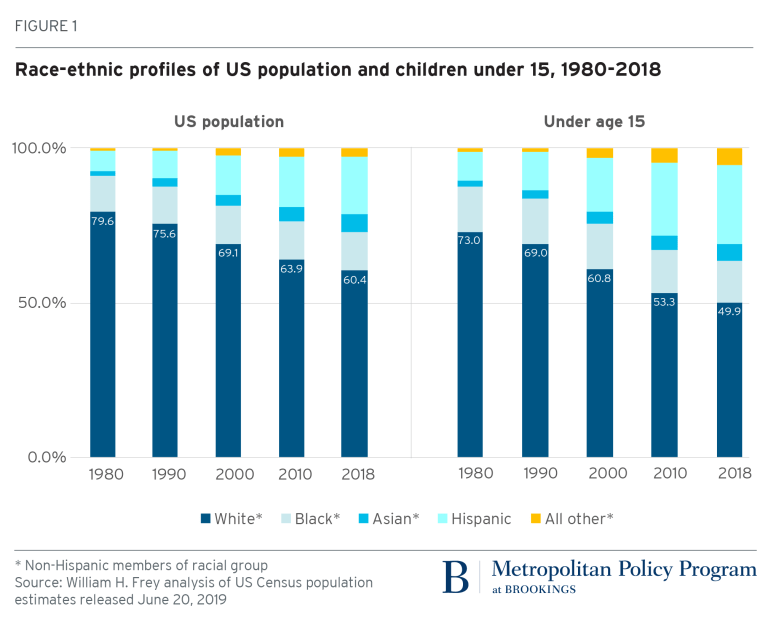 FIGURE 1
Race-ethnic profiles of US population and children under 15, 1980-2018
US population
Under age 15
100.0%
50.0%
0.0%
79.6
75.6
69.1
63.9
60.4
73.0
69.0
60.8
53.3
49.9
1980 1990 2000 2010 2018
1980 1990 2000 2010 2018
White* Black* Asian* Hispanic All other*
* Non-Hispanic members of racial group
Source: William H. Frey analysis of US Census population
estimates released June 20, 2019
B
Metropolitan Policy Program
at BROOKINGS